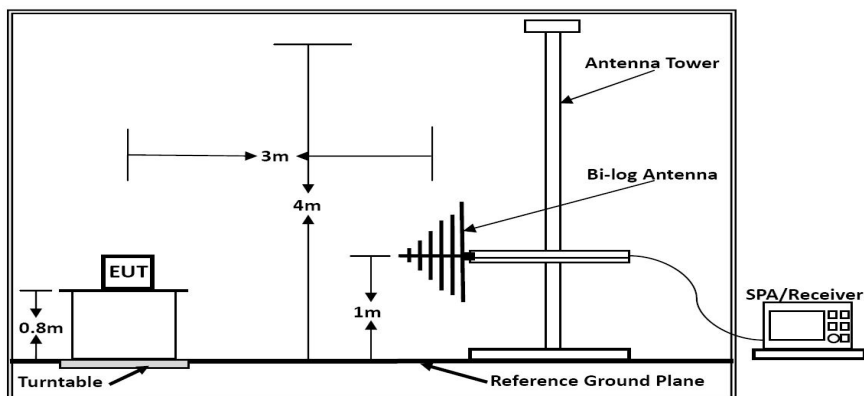 Antenna Tower
3m
Bi-log Antenna
4m
EUT
SPA/Receiver
0.8m
1m
Turntable
Reference Ground Plane